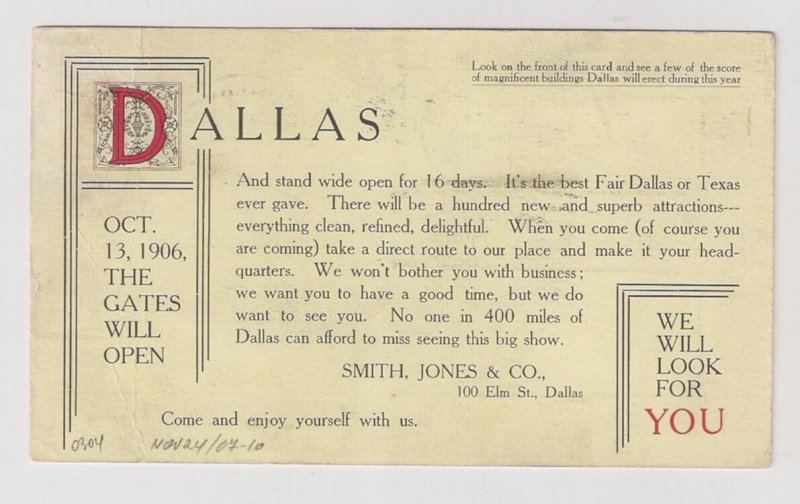 Look on the front of this card and see a few of the score
of magnificent buildings Dallas will erect during this year
DALLAS
OCT.
13, 1906,
THE
GATES
WILL
OPEN
And stand wide open for 16 days. It's the best Fair Dallas or Texas
ever gave. There will be a hundred new and superb attractions---
everything clean, refined, delightful. When you come (of course you
are coming) take a direct route to our place and make it your head-
quarters. We won't bother you with business;
we want you to have a good time, but we do
want to see you. No one in 400 miles of
Dallas can afford to miss seeing this big show.
SMITH, JONES & CO.,
100 Elm St., Dallas
Come and enjoy yourself with us.
WE
WILL
LOOK
FOR
YOU
0304
NOV24/07-10